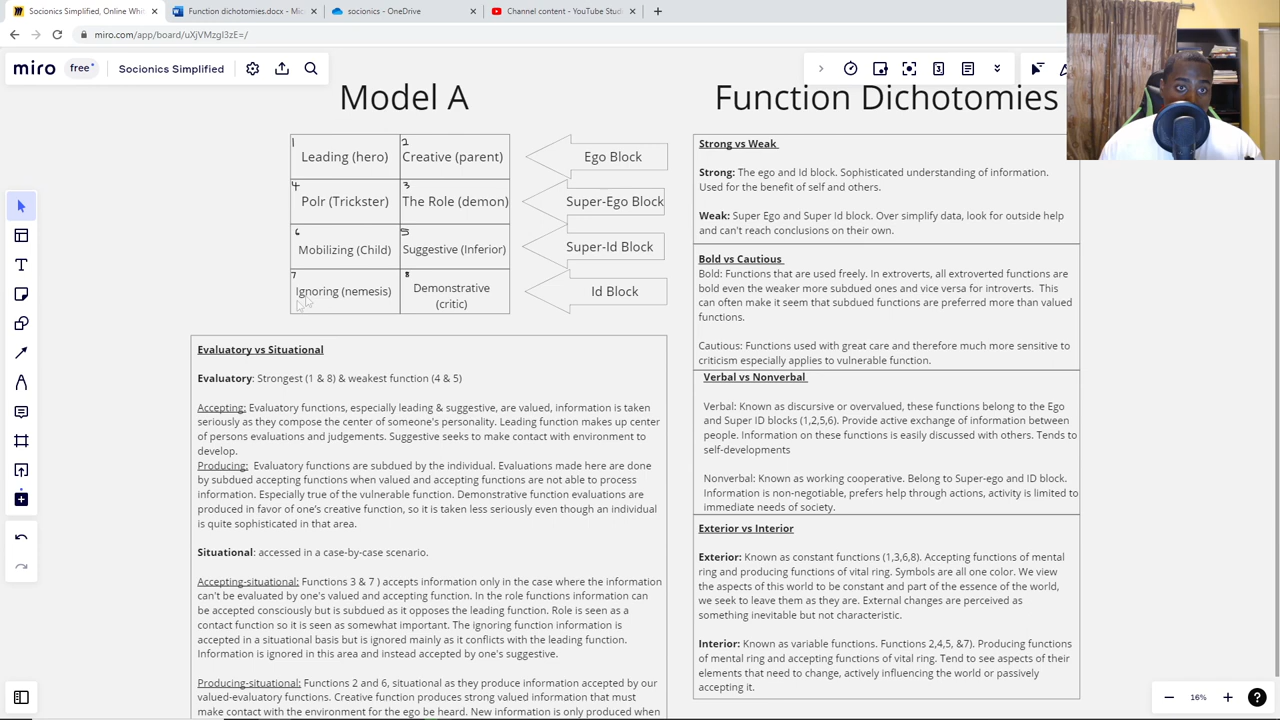 Socionics Simplified, Online Whit
Function dichotomies.docx - Mic
socionics - OneDrive
Channel content - YouTube Stud
miro.com/app/board/uXjVMzgI3zE=/
miro
free
Socionics Simplified
Model A
Function Dichotomies
1 Leading (hero)
2 Creative (parent)
Ego Block
4 Polr (Trickster)
3 The Role (demon)
Super-Ego Block
6 Mobilizing (Child)
5 Suggestive (Inferior)
Super-Id Block
7 Ignoring (nemesis)
8 Demonstrative
(critic)
Id Block
Evaluatory vs Situational
Evaluatory: Strongest (1 & 8) & weakest function (4 & 5)
Accepting: Evaluatory functions, especially leading & suggestive, are valued, information is taken
seriously as they compose the center of someone's personality. Leading function makes up center
of persons evaluations and judgements. Suggestive seeks to make contact with environment to
develop.
Producing: Evaluatory functions are subdued by the individual. Evaluations made here are done
by subdued accepting functions when valued and accepting functions are not able to process
information. Especially true of the vulnerable function. Demonstrative function evaluations are
produced in favor of one's creative function, so it is taken less seriously even though an individual
is quite sophisticated in that area.
Situational: accessed in a case-by-case scenario.
Accepting-situational: Functions 3 & 7 ) accepts information only in the case where the information
can't be evaluated by one's valued and accepting function. In the role functions information can
be accepted consciously but is subdued as it opposes the leading function. Role is seen as a
contact function so it is seen as somewhat important. The ignoring function information is
accepted in a situational basis but is ignored mainly as it conflicts with the leading function.
Information is ignored in this area and instead accepted by one's suggestive.
Producing-situational: Functions 2 and 6, situational as they produce information accepted by our
valued-evaluatory functions. Creative function produces strong valued information that must
make contact with the environment for the ego be heard. New information is only produced when
Strong vs Weak
Strong: The ego and Id block. Sophisticated understanding of information.
Used for the benefit of self and others.
Weak: Super Ego and Super Id block. Over simplify data, look for outside help
and can't reach conclusions on their own.
Bold vs Cautious
Bold: Functions that are used freely. In extroverts, all extroverted functions are
bold even the weaker more subdued ones and vice versa for introverts. This
can often make it seem that subdued functions are preferred more than valued
functions.
Cautious: Functions used with great care and therefore much more sensitive to
criticism especially applies to vulnerable function.
Verbal vs Nonverbal
Verbal: Known as discursive or overvalued, these functions belong to the Ego
and Super ID blocks (1,2,5,6). Provide active exchange of information between
people. Information on these functions is easily discussed with others. Tends to
self-developments
Nonverbal: Known as working cooperative. Belong to Super-ego and ID block.
Information is non-negotiable, prefers help through actions, activity is limited to
immediate needs of society.
Exterior vs Interior
Exterior: Known as constant functions (1,3,6,8). Accepting functions of mental
ring and producing functions of vital ring. Symbols are all one color. We view
the aspects of this world to be constant and part of the essence of the world,
we seek to leave them as they are. External changes are perceived as
something inevitable but not characteristic.
Interior: Known as variable functions. Functions 2,4,5, &7). Producing functions
of mental ring and accepting functions of vital ring. Tend to see aspects of their
elements that need to change, actively influencing the world or passively
accepting it.
16%